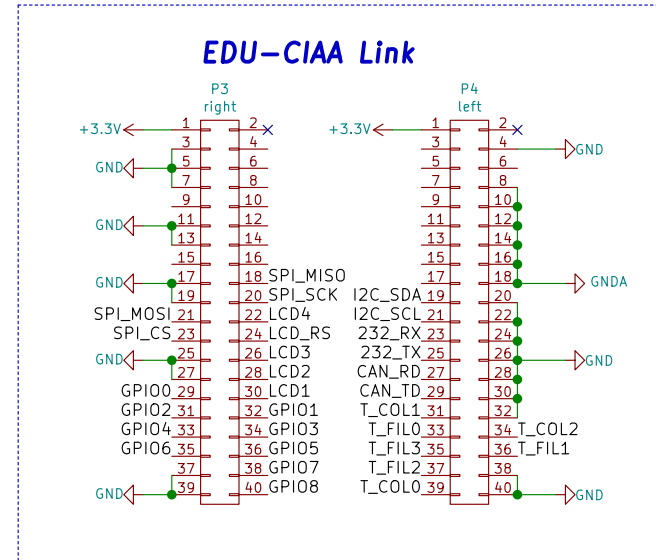 EDU-CIAA Link
P3 P4
right left
+3.3V 1 2 +3.3V 1 2
3 4 3 4 GND
GND 5 6 5 6
7 8 7 8
9 10 9 10
GND 11 12 11 12
13 14 13 14
15 16 15 16
GND 17 18 SPI_MISO 17 18 GNDA
19 20 SPI_SCK I2C_SDA 19 20
SPI_MOSI 21 22 LCD4 I2C_SCL 21 22
SPI_CS 23 24 LCD_RS 232_RX 23 24
GND 25 26 LCD3 232_TX 25 26 GND
27 28 LCD2 CAN_RD 27 28
GPIO0 29 30 LCD1 CAN_TD 29 30
GPIO2 31 32 GPIO1 T_COL1 31 32
GPIO4 33 34 GPIO3 T_FIL0 33 34 T_COL2
GPIO6 35 36 GPIO5 T_FIL3 35 36 T_FIL1
37 38 GPIO7 T_FIL2 37 38
GND 39 40 GPIO8 T_COL0 39 40 GND